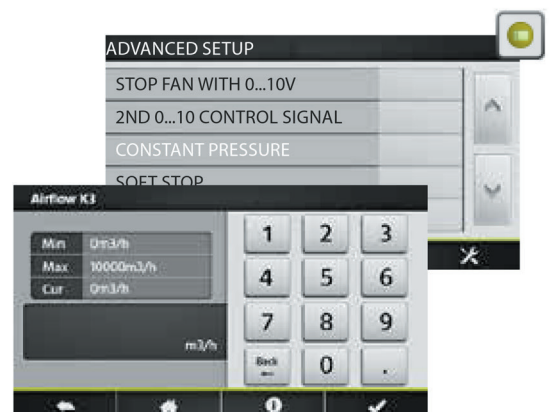 ADVANCED SETUP
STOP FAN WITH 0...10V
2ND 0...10 CONTROL SIGNAL
CONSTANT PRESSURE
SOFT STOP
Airflow K3
Min 0m3/h
Max 10000m3/h
Cur 0m3/h
m3/h
1 2 3
4 5 6
7 8 9
Back 0 .